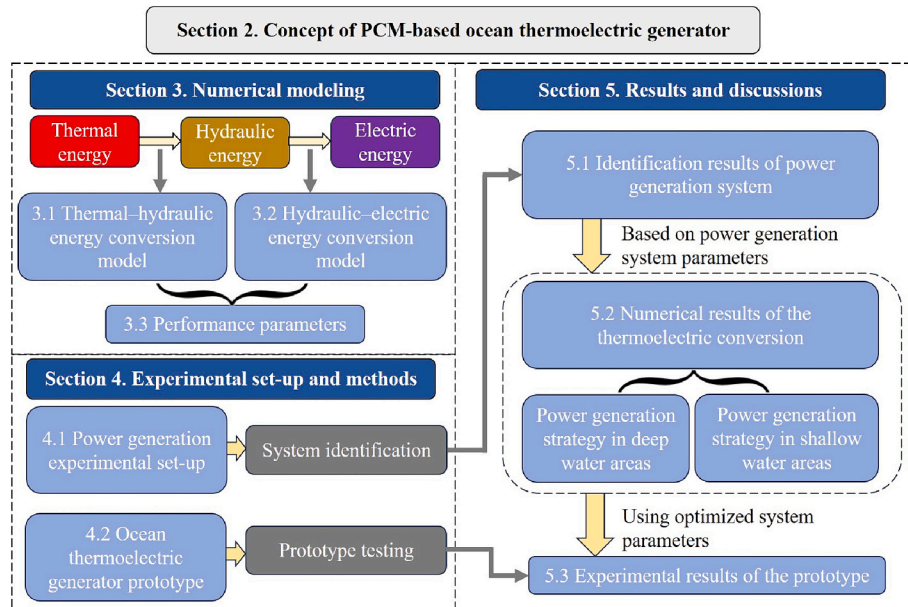 Section 2. Concept of PCM-based ocean thermoelectric generator
Section 3. Numerical modeling
Thermal
energy
Hydraulic
energy
Electric
energy
3.1 Thermal–hydraulic
energy conversion
model
3.2 Hydraulic–electric
energy conversion
model
3.3 Performance parameters
Section 4. Experimental set-up and methods
4.1 Power generation
experimental set-up
System identification
4.2 Ocean
thermoelectric
generator prototype
Prototype testing
Section 5. Results and discussions
5.1 Identification results of power
generation system
Based on power generation
system parameters
5.2 Numerical results of the
thermoelectric conversion
Power generation
strategy in deep
water areas
Power generation
strategy in shallow
water areas
Using optimized system
parameters
5.3 Experimental results of the prototype